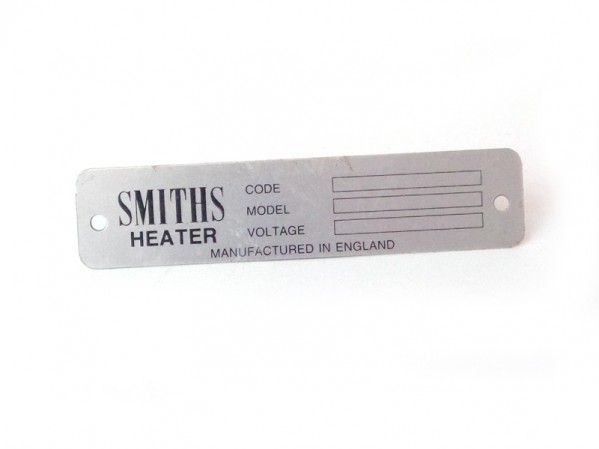 SMITHS
HEATER
CODE
MODEL
VOLTAGE
MANUFACTURED IN ENGLAND